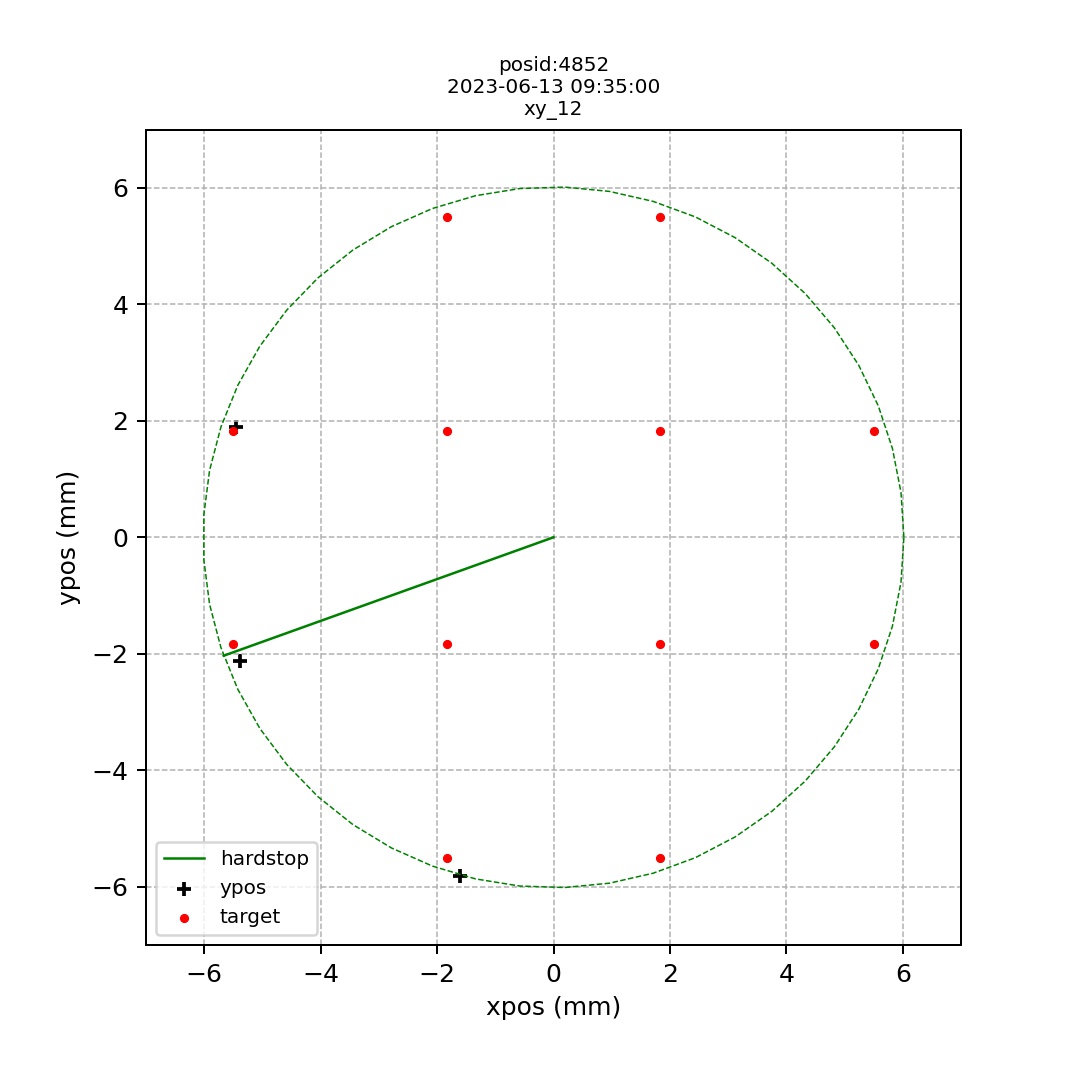 posid:4852
2023-06-13 09:35:00
xy_12
6
4
2
0
−2
−4
−6
ypos (mm)
hardstop
ypos
target
−6 −4 −2 0 2 4 6
xpos (mm)